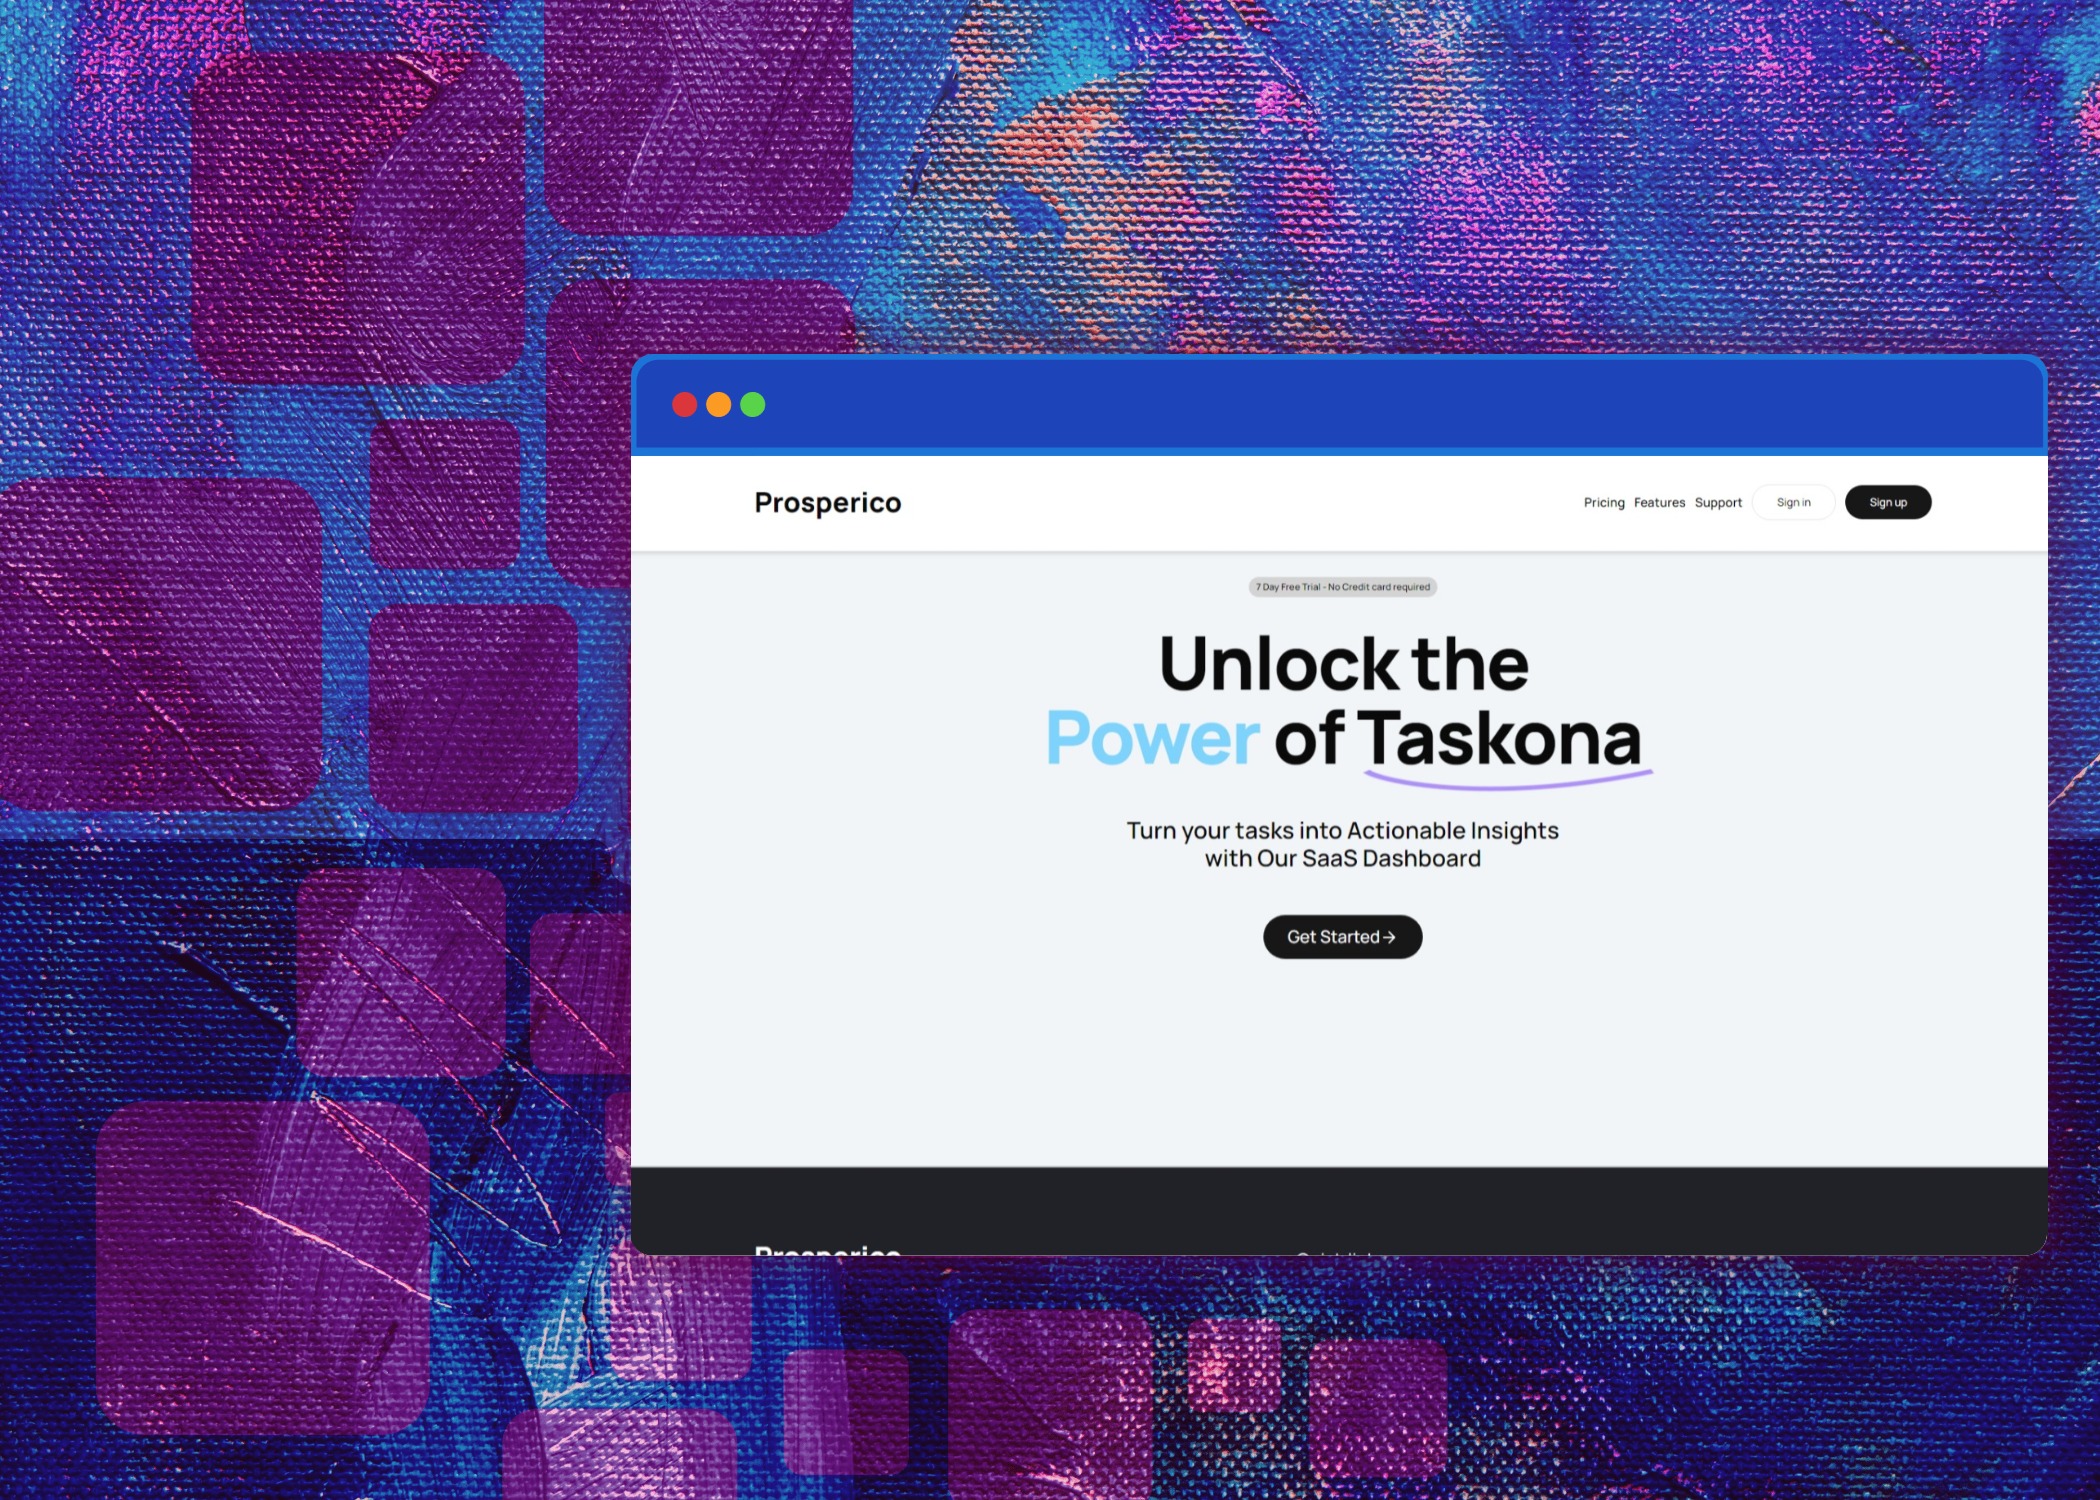 Prosperico
Pricing Features Support Sign in Sign up
7 Day Free Trial - No Credit card required
Unlock the
Power of Taskona
Turn your tasks into Actionable Insights
with Our SaaS Dashboard
Get Started→
Prosperico